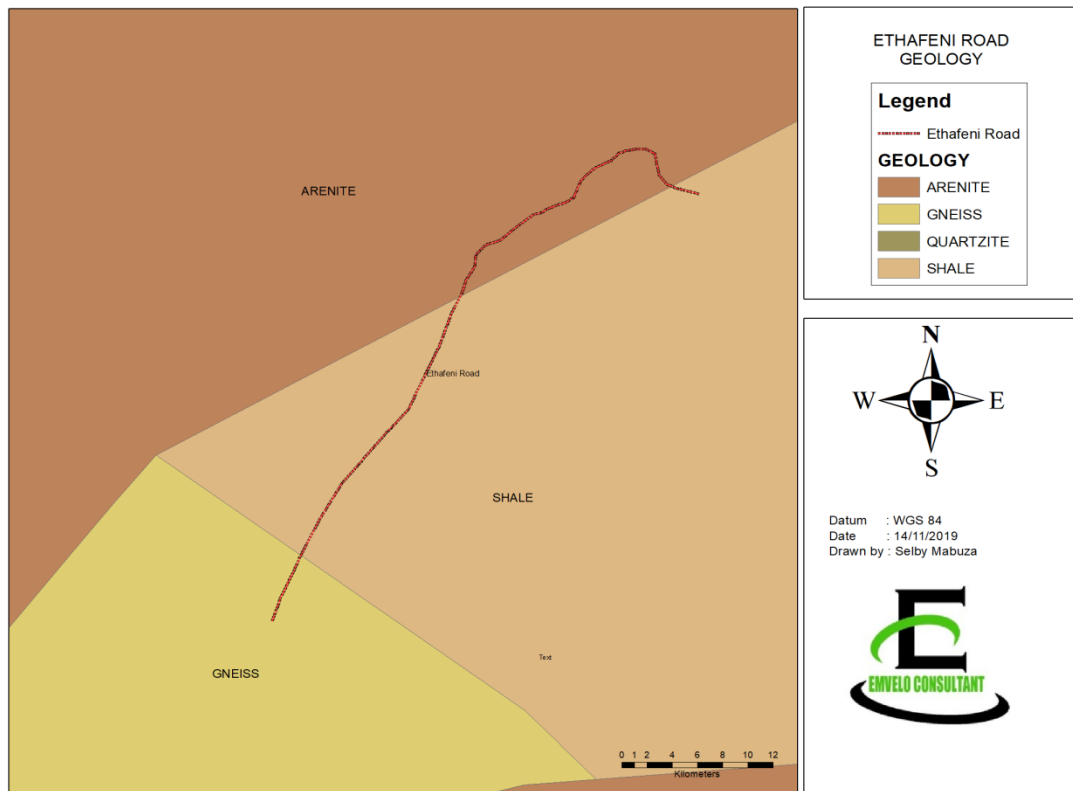 ARENITE
Ethafeni Road
SHALE
GNEISS
Text
0 1 2 4 6 8 10 12
Kilometers
ETHAFENI ROAD
GEOLOGY
Legend
Ethafeni Road
GEOLOGY
ARENITE
GNEISS
QUARTZITE
SHALE
N
W E
S
Datum : WGS 84
Date : 14/11/2019
Drawn by : Selby Mabuza
E
EMVELO CONSULTANT